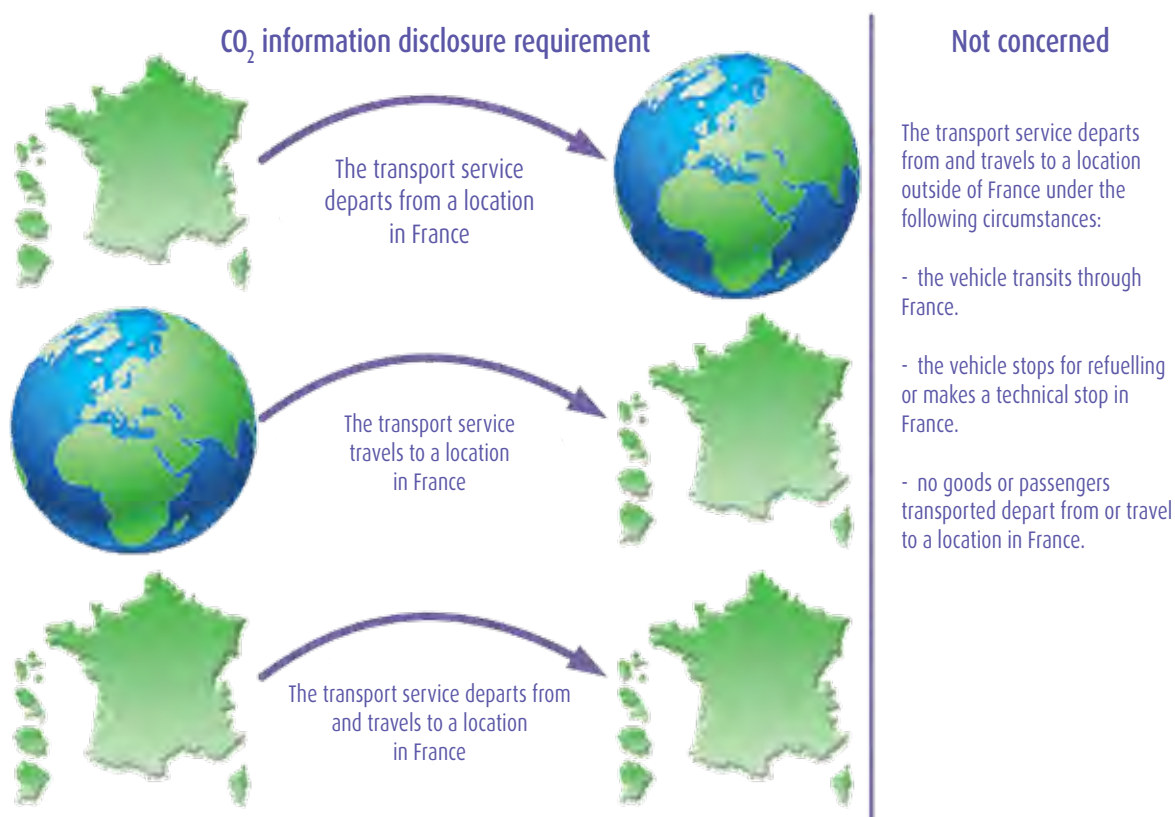 CO₂ information disclosure requirement
The transport service
departs from a location
in France
The transport service
travels to a location
in France
The transport service departs from
and travels to a location
in France
Not concerned
The transport service departs
from and travels to a location
outside of France under the
following circumstances:
- the vehicle transits through
France.
- the vehicle stops for refuelling
or makes a technical stop in
France.
- no goods or passengers
transported depart from or travel
to a location in France.